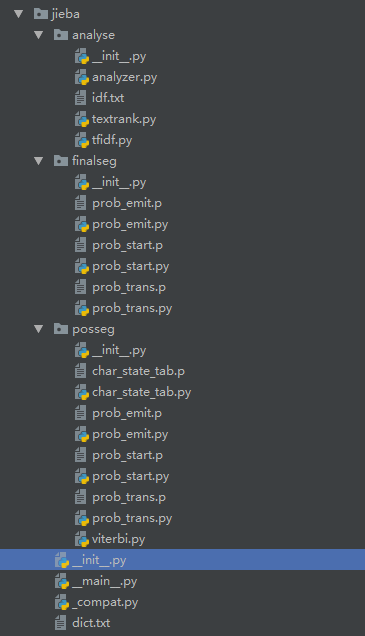 jieba
analyse
__init__.py
analyzer.py
idf.txt
textrank.py
tfidf.py
finalseg
__init__.py
prob_emit.p
prob_emit.py
prob_start.p
prob_start.py
prob_trans.p
prob_trans.py
posseg
__init__.py
char_state_tab.p
char_state_tab.py
prob_emit.p
prob_emit.py
prob_start.p
prob_start.py
prob_trans.p
prob_trans.py
viterbi.py
__init__.py
__main__.py
_compat.py
dict.txt